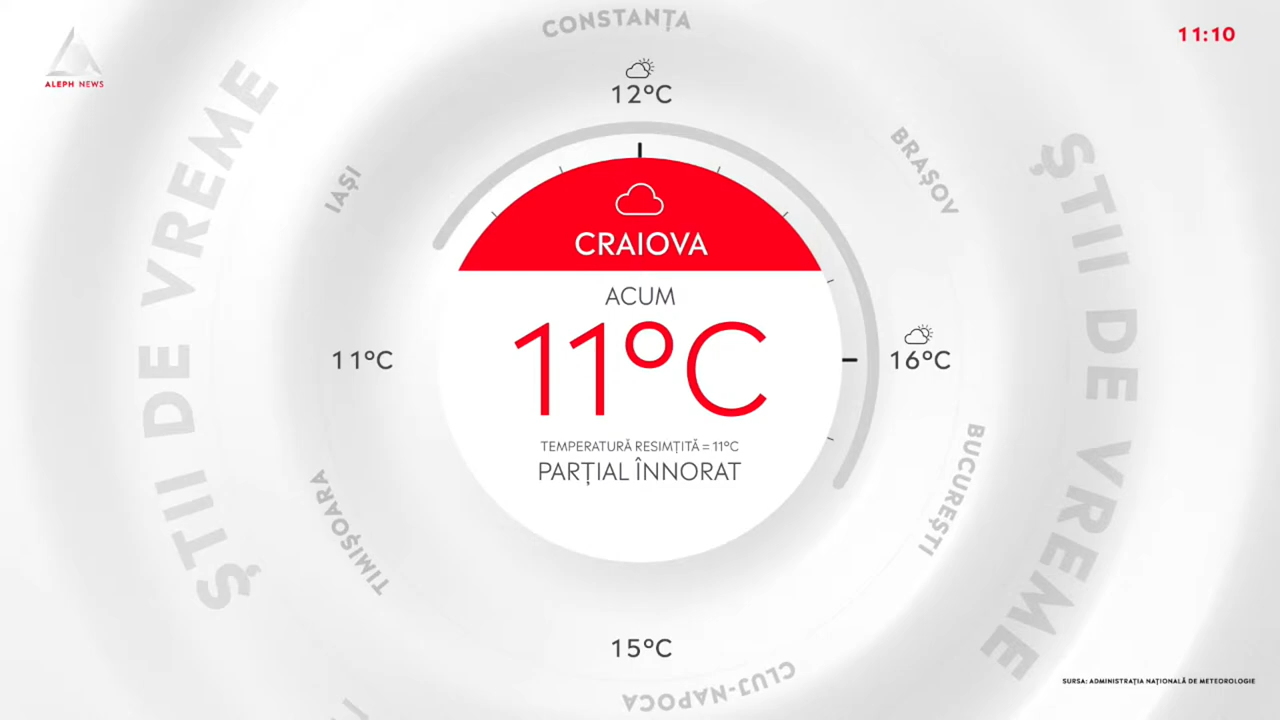 CONSTANȚA
11:10
ALEPH NEWS
12°C
ȘTII DE VREME
IAȘI
BRAȘOV
ȘTII DE VREME
CRAIOVA
ACUM
11°C
11°C
16°C
TEMPERATURĂ RESIMȚITĂ = 11°C
PARȚIAL ÎNNORAT
TIMIȘOARA
BUCUREȘTI
15°C
CLUJ-NAPOCA
SURSA: ADMINISTRAȚIA NAȚIONALĂ DE METEOROLOGIE